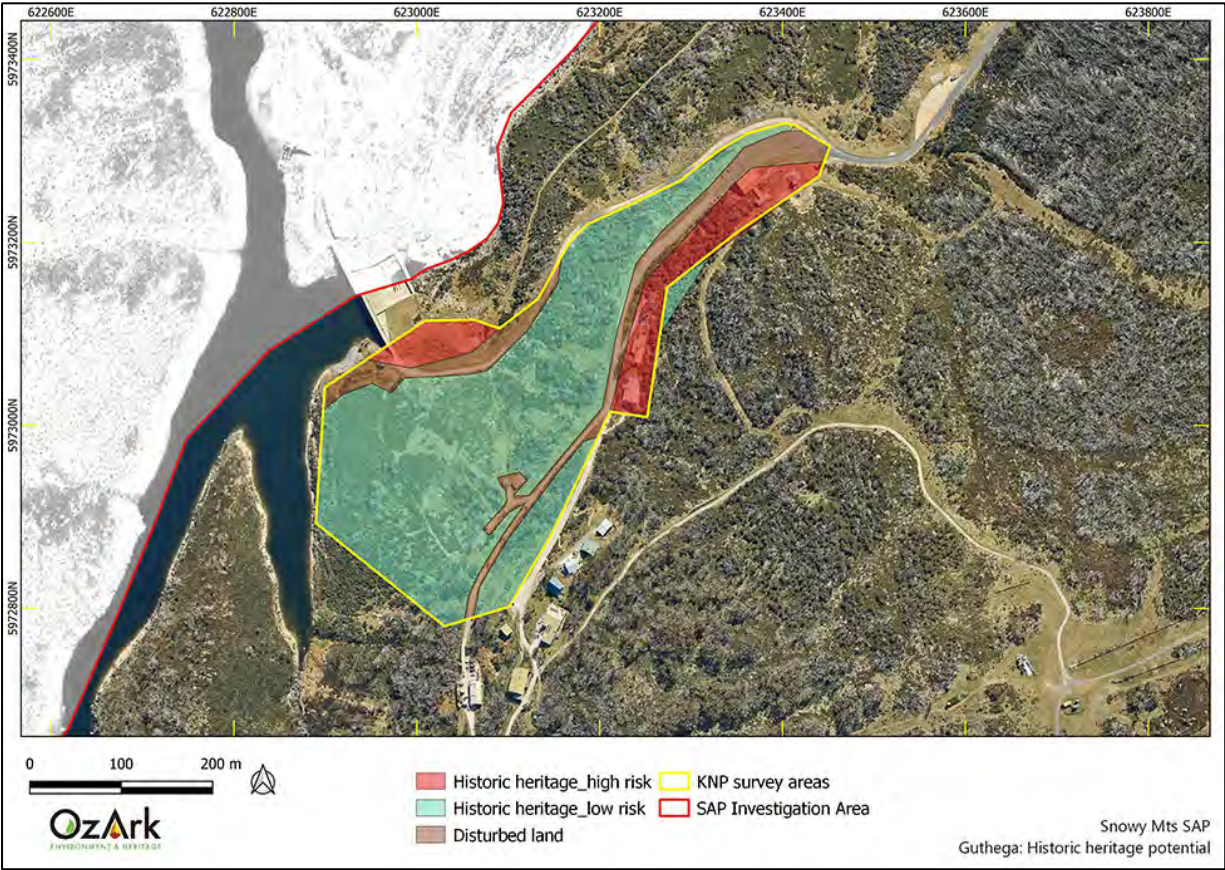 622600E 622800E 623000E 623200E 623400E 623600E 623800E
5973400N
5973200N
5973000N
5972800N
0 100 200 m
Historic heritage_high risk
Historic heritage_low risk
Disturbed land
KNP survey areas
SAP Investigation Area
OzArk
ENVIRONMENT & HERITAGE
Snowy Mts SAP
Guthega: Historic heritage potential